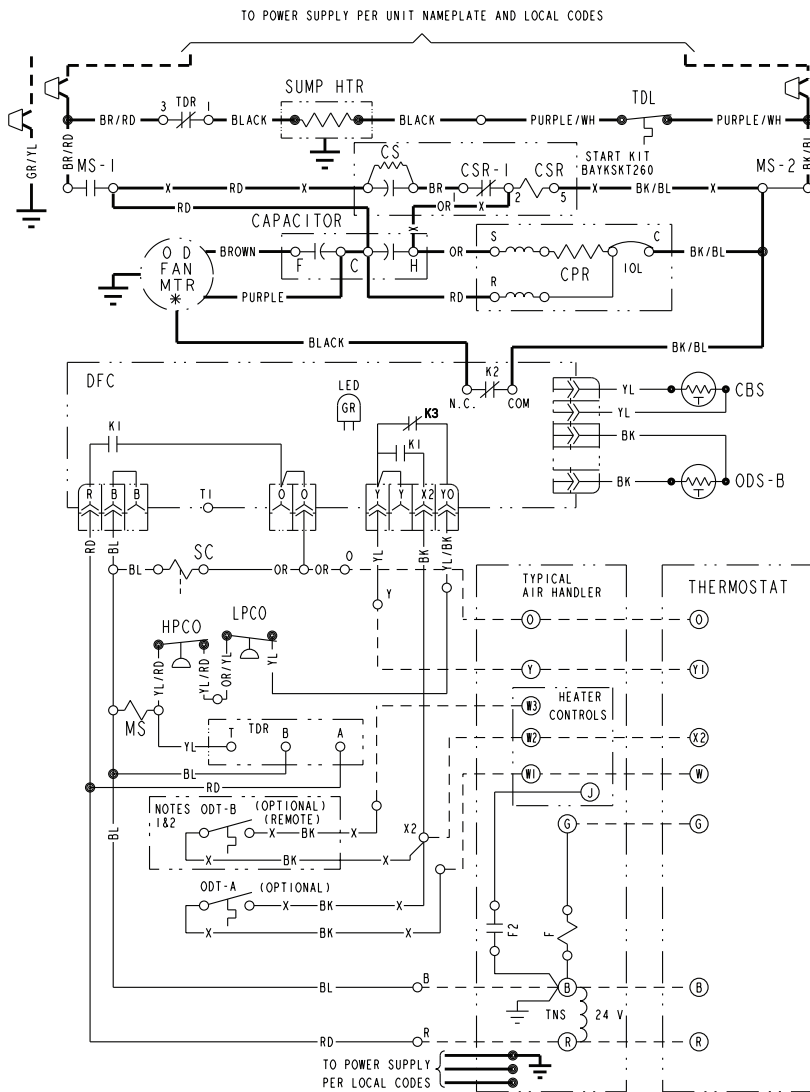 TO POWER SUPPLY PER UNIT NAMEPLATE AND LOCAL CODES
SUMP HTR
TDL
3 TDR 1
BR/RD
BLACK
BLACK
PURPLE/WH
PURPLE/WH
GR/YL
BR/RD
BK/BL
CS
START KIT
BAYKSKT260
MS-1
CSR-1
CSR
MS-2
X RD X
BR
2 5
X BK/BL X
RD
OR X
1
X
CAPACITOR
O D
FAN
MTR
*
BROWN
F C H
OR
S
CPR
IOL
C
BK/BL
PURPLE
RD
R
BLACK
BK/BL
DFC
LED
GR
K2
N.C. COM
YL
CBS
YL
BK
BK
ODS-B
K3
K1
K1
R B B
T1
O O
Y Y X2 YO
RD
BL
YL
BK
YL/BK
SC
BL
OR OR O
Y
TYPICAL
AIR HANDLER
THERMOSTAT
O O
HPCO
LPCO
YL/RD
YL/RD
OR/YL
YL
Y Y1
HEATER
CONTROLS
W3
MS
TDR
T B A
YL
W2 X2
BL
W1 W
RD
J
NOTES
1&2
ODT-B
(OPTIONAL)
(REMOTE)
X BK X
X2
X BK X
BL
G G
ODT-A
(OPTIONAL)
X BK X
X BK X
F2
F
BL
B
B B
TNS 24 V
RD
R
R R
TO POWER SUPPLY
PER LOCAL CODES